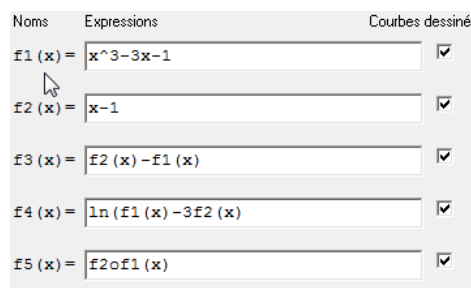 Noms Expressions Courbes dessiné
f1(x)= x^3-3x-1
f2(x)= x-1
f3(x)= f2(x)-f1(x)
f4(x)= ln(f1(x)-3f2(x)
f5(x)= f2of1(x)